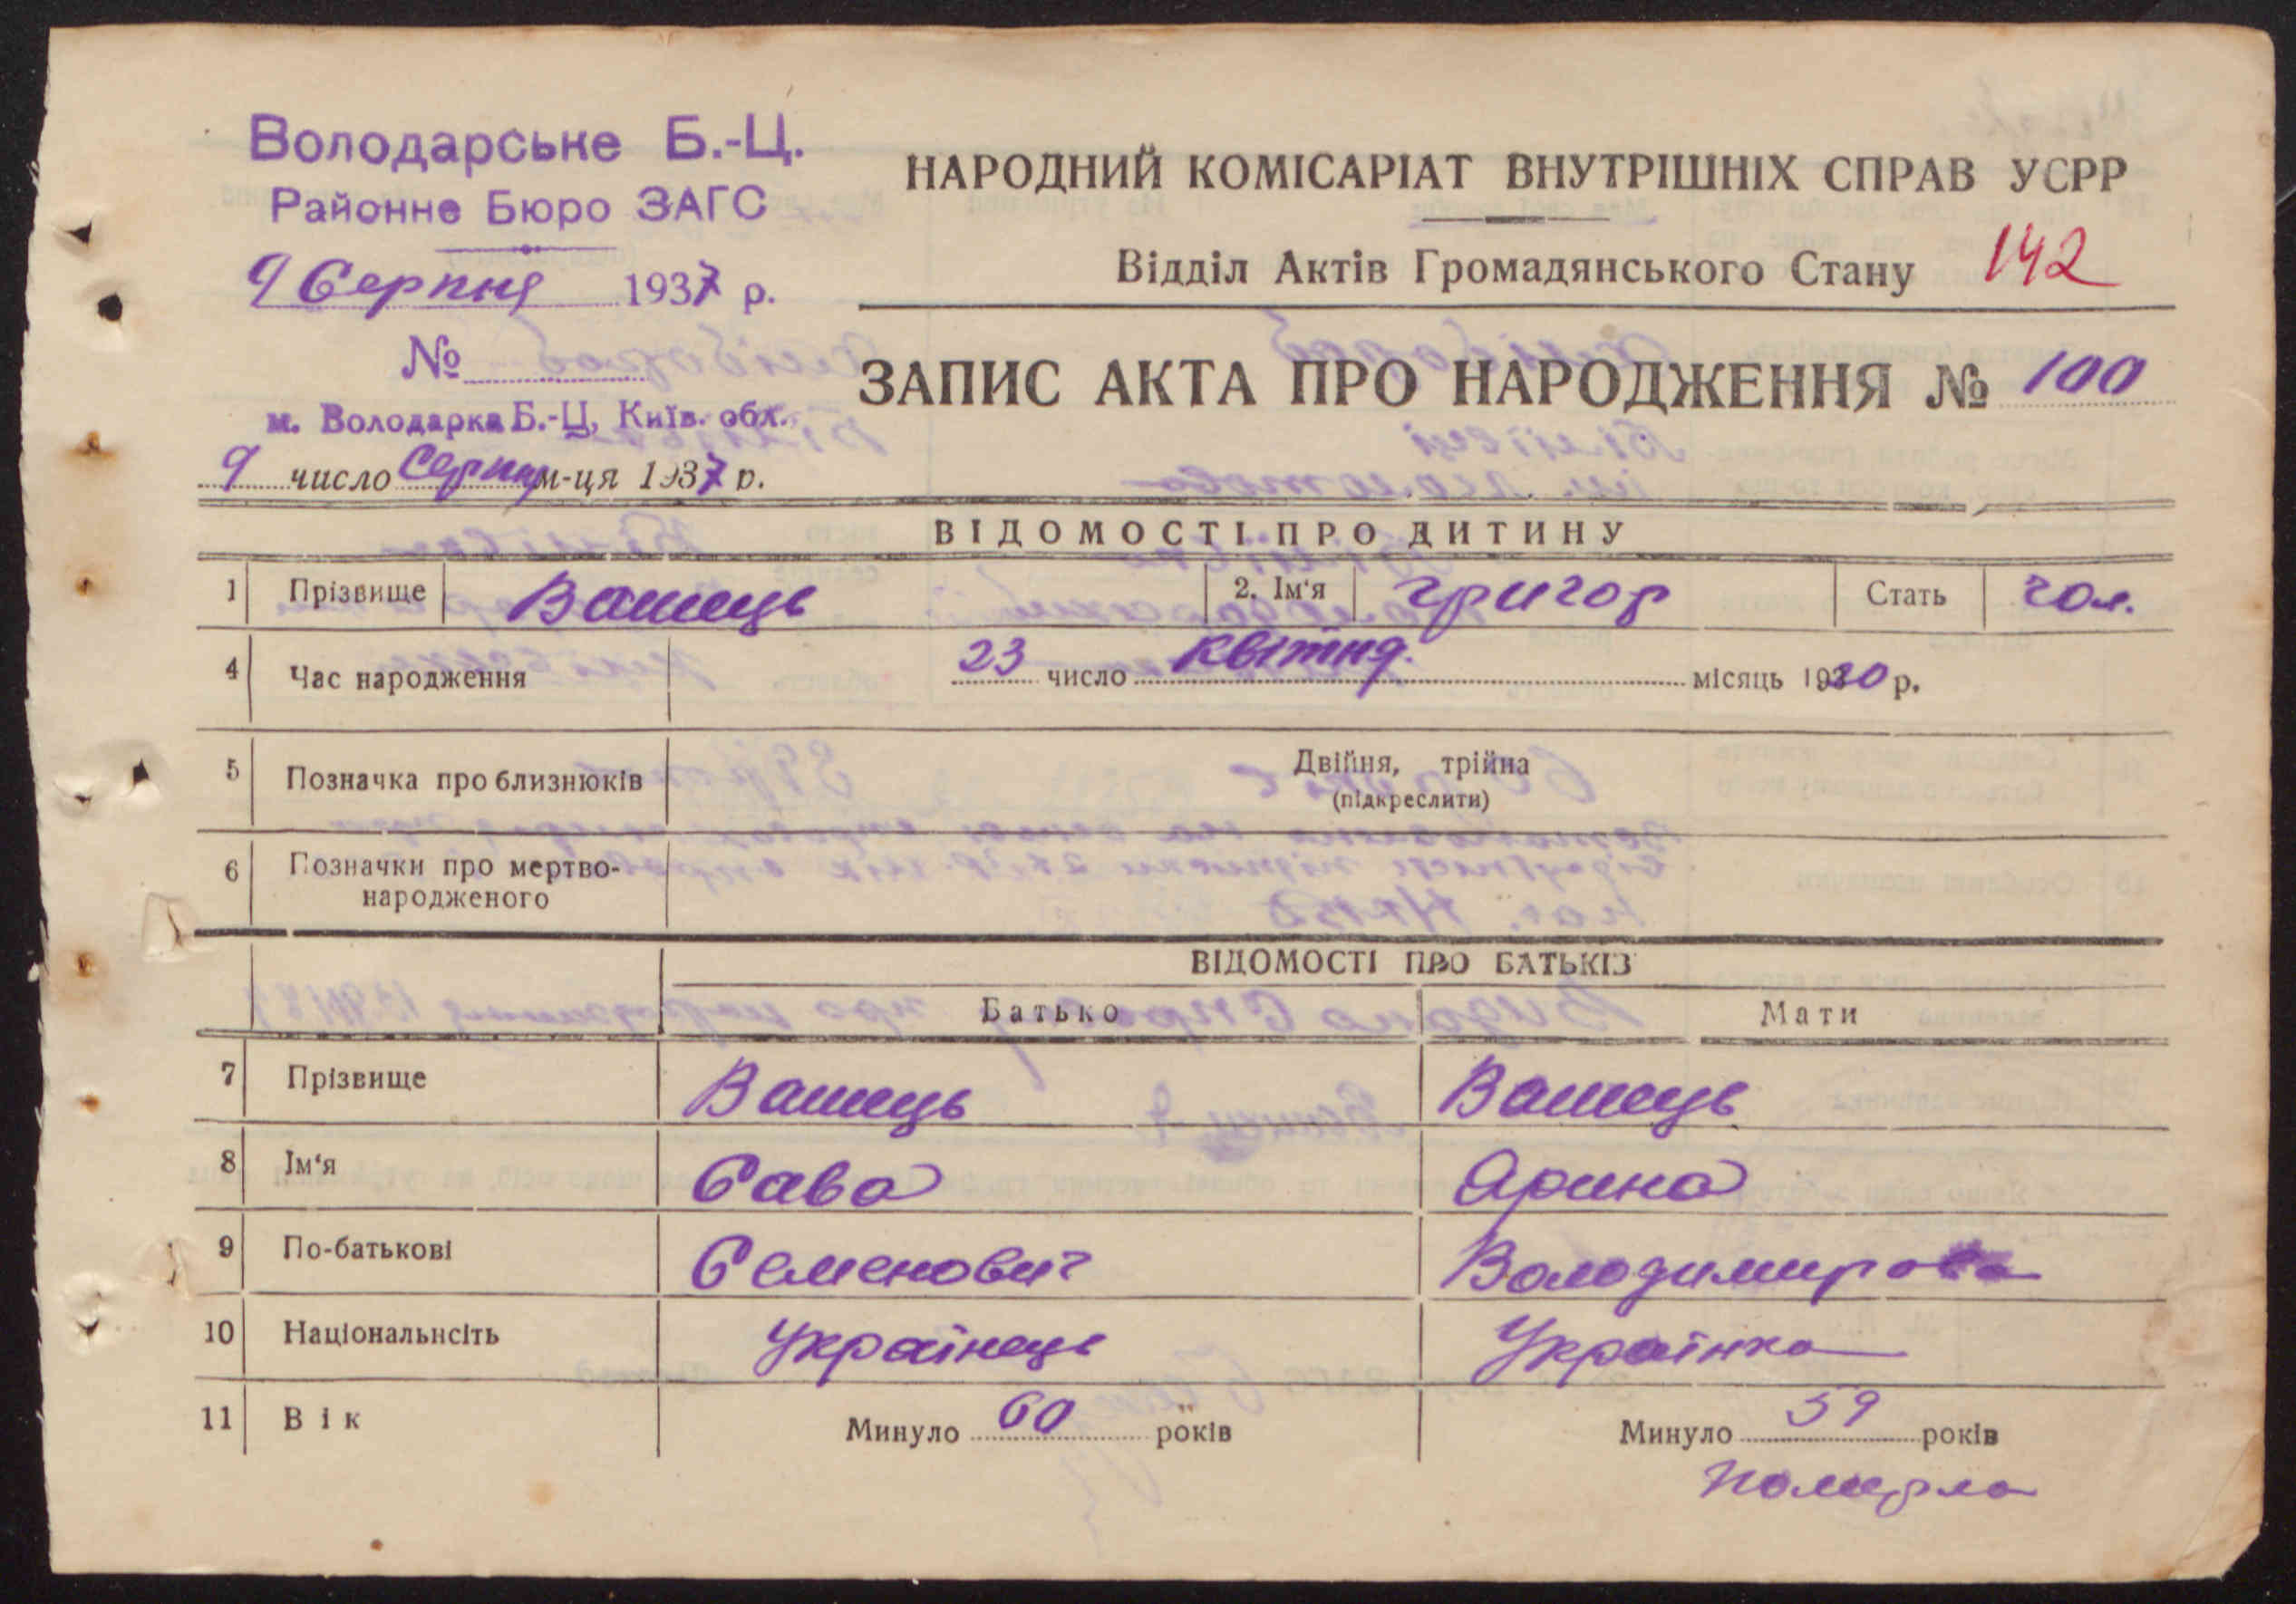 Володарське Б.-Ц.
Районне Бюро ЗАГС
9 Серпня 1937 р.
№
м. Володарка Б.-Ц, Київ. обл.
9 число Серпня м-ця 1937 р.
НАРОДНИЙ КОМІСАРІАТ ВНУТРІШНІХ СПРАВ УСРР
Відділ Актів Громадянського Стану 142
ЗАПИС АКТА ПРО НАРОДЖЕННЯ № 100
ВІДОМОСТІ ПРО ДИТИНУ
1 Прізвище Вашець 2. Ім'я Григор Стать чол.
4 Час народження 23 число квітня місяць 1920 р.
5 Позначка про близнюків Двійня, трійна
(підкреслити)
6 Позначки про мертво-
народженого
ВІДОМОСТІ ПРО БАТЬКІВ
Батько Мати
7 Прізвище Вашець Вашець
8 Ім'я Сава Орина
9 По-батькові Семенович Володимирова
10 Національнсіть Українець Українка
11 Вік Минуло 60 років Минуло 59 років
померла